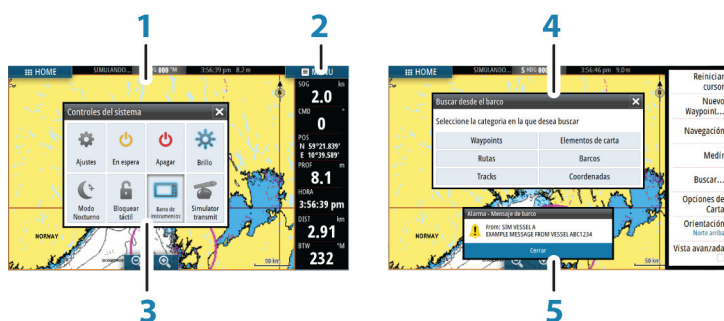 1
2
HOME
SIMULANDO...
000 °M
3:56:39 pm 8.2 m
MENU
Controles del sistema
Ajustes
En espera
Apagar
Brillo
Modo Nocturno
Bloquear táctil
Barra de instrumentos
Simulator transmit
SOG kn
2.0
CMD °
0
POS
N 59°21.839'
E 10°39.589'
PROF m
8.1
HORA
3:56:39 pm
DIST km
2.91
BTW °M
232
NORWAY
50 km
3
4
HOME
SIMULANDO...
S HDG 000
3:56:46 pm 9.0 m
Buscar desde el barco
Seleccione la categoria en la que desea buscar
Waypoints
Elementos de carta
Rutas
Barcos
Tracks
Coordenadas
Alarma - Mensaje de barco
From: SIM VESSEL A
EXAMPLE MESSAGE FROM VESSEL ABC1234
Cerrar
NORWAY
50 km
Reiniciar
cursor
Nuevo
Waypoint...
Navegación
Medir
Buscar...
Opciones de
Carta
Orientación
Norte arriba
Vista avanzada
5